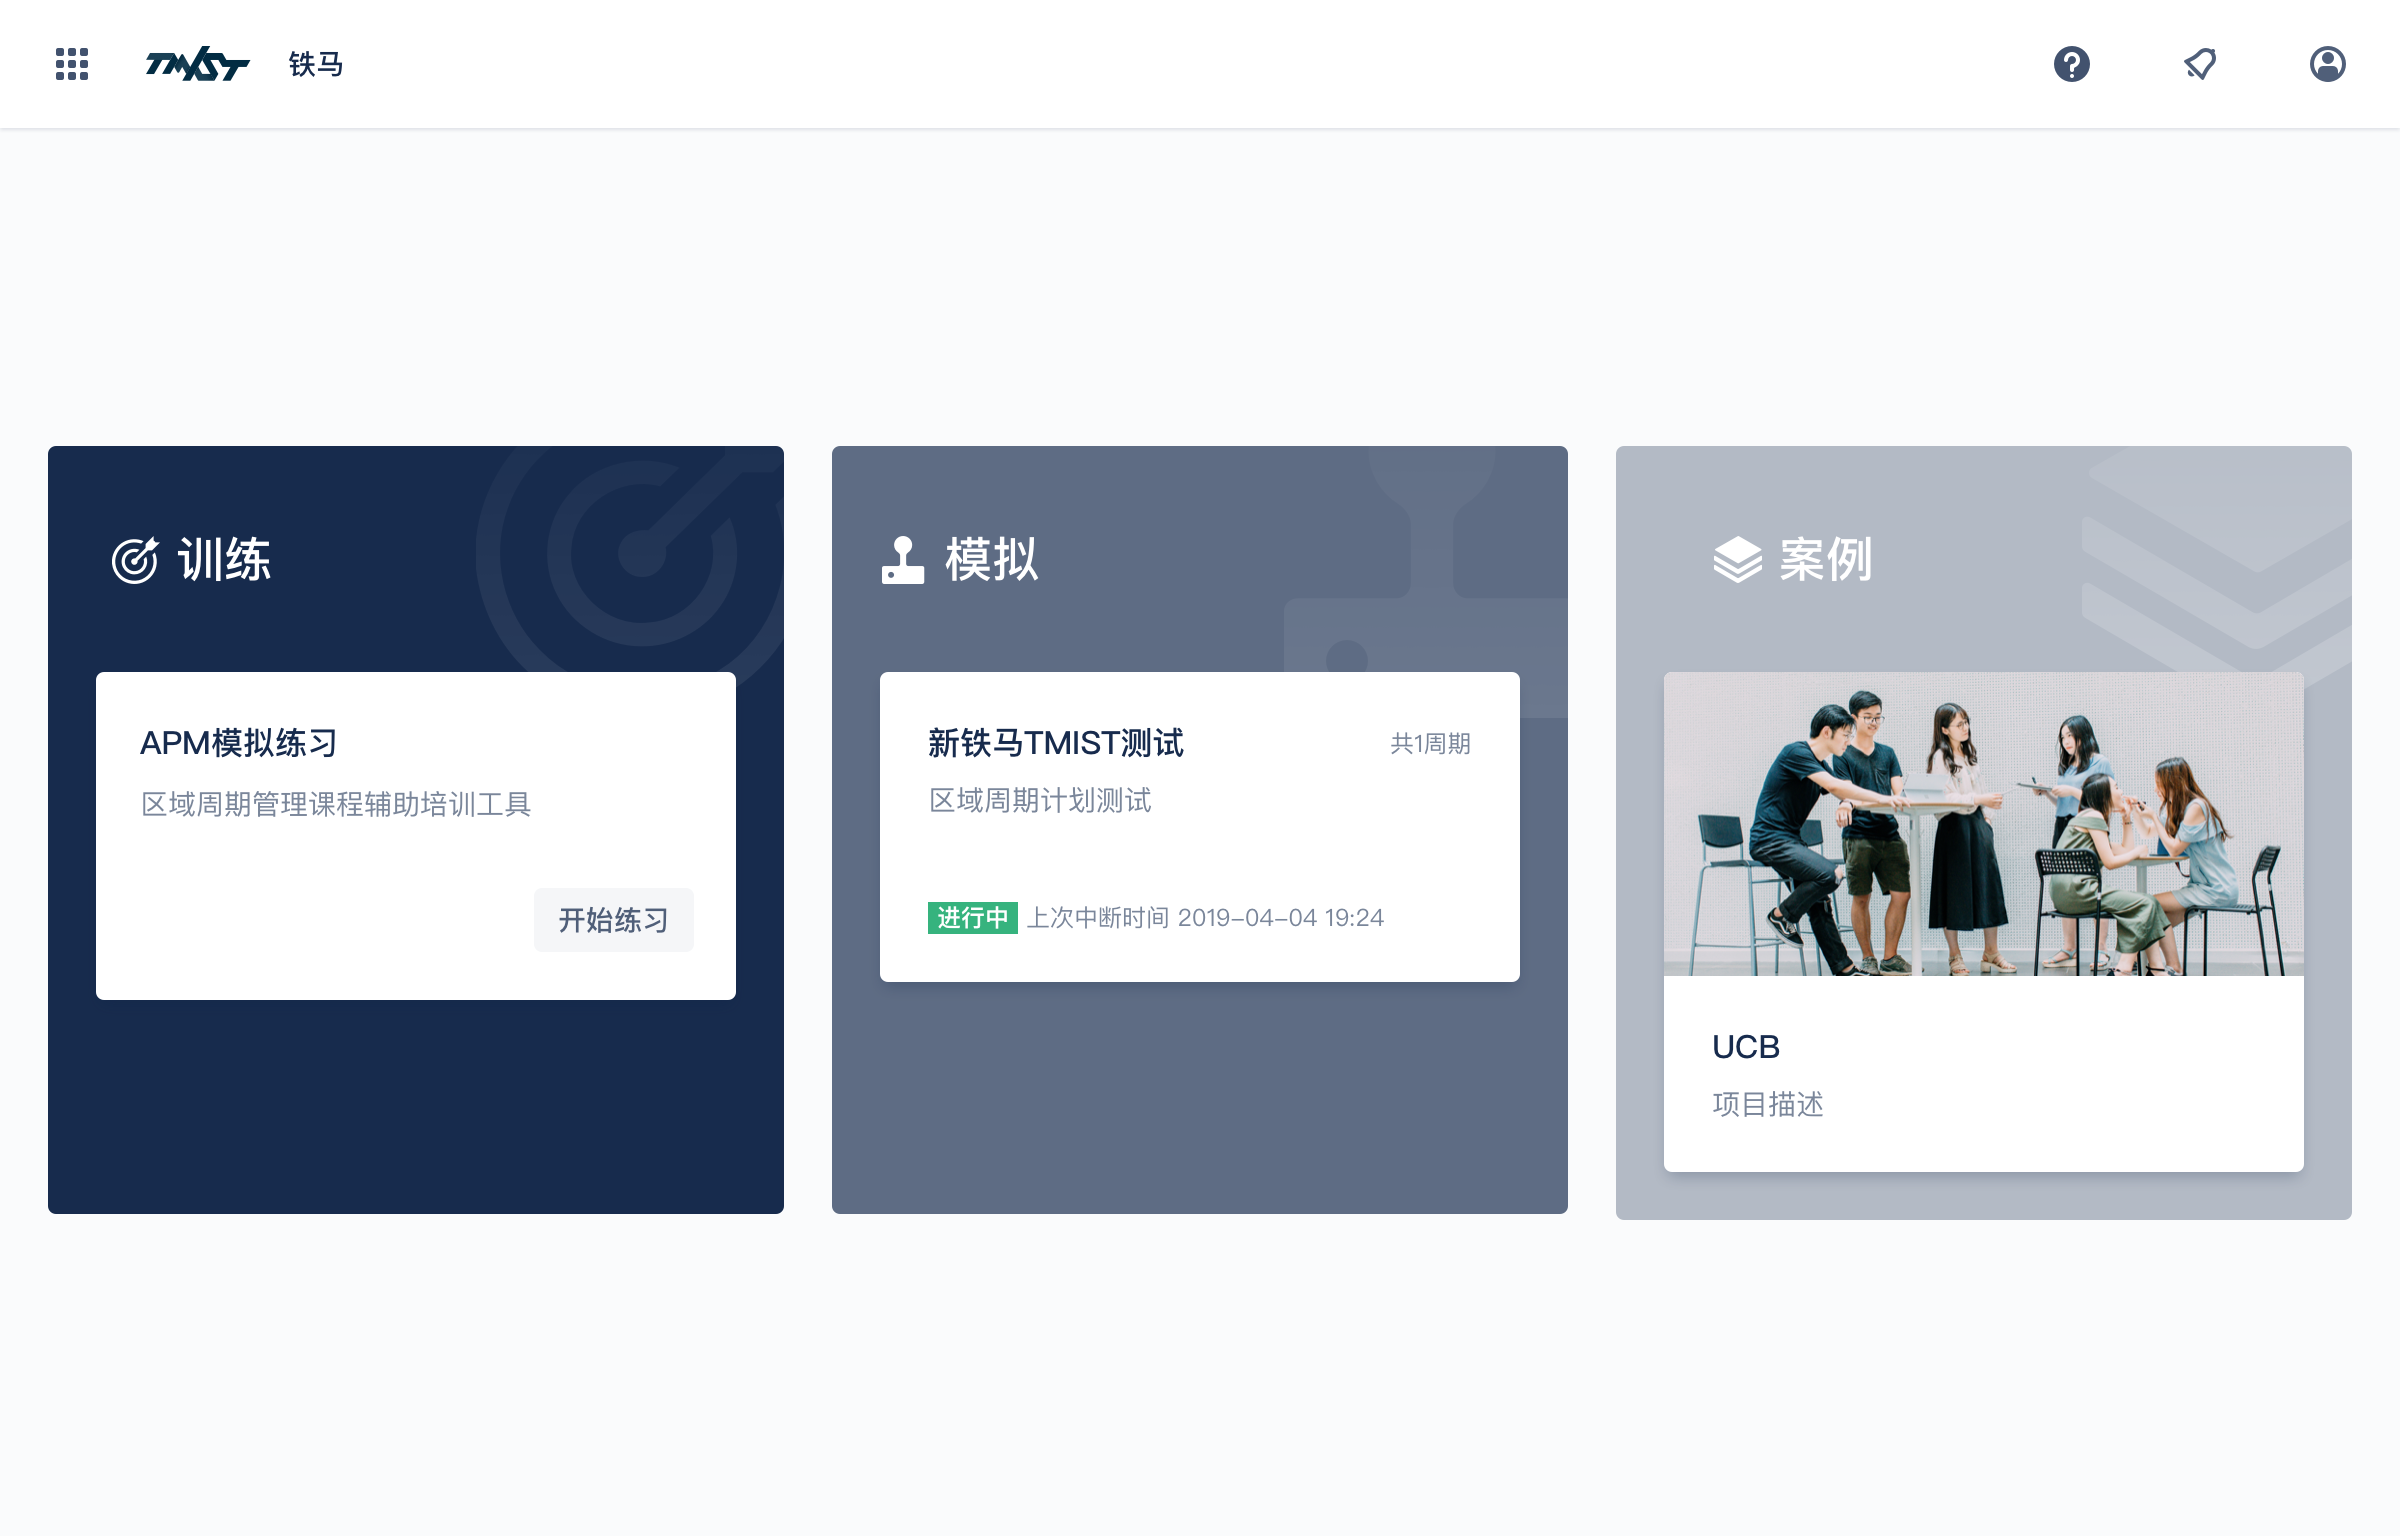 TMIST 铁马
训练
APM模拟练习
区域周期管理课程辅助培训工具
开始练习
模拟
新铁马TMIST测试 共1周期
区域周期计划测试
进行中 上次中断时间 2019-04-04 19:24
案例
UCB
项目描述